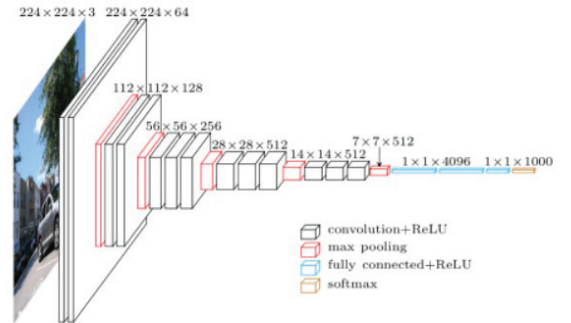 224×224×3
224×224×64
112×112×128
56×56×256
28×28×512
14×14×512
7×7×512
1×1×4096
1×1×1000
convolution+ReLU
max pooling
fully connected+ReLU
softmax